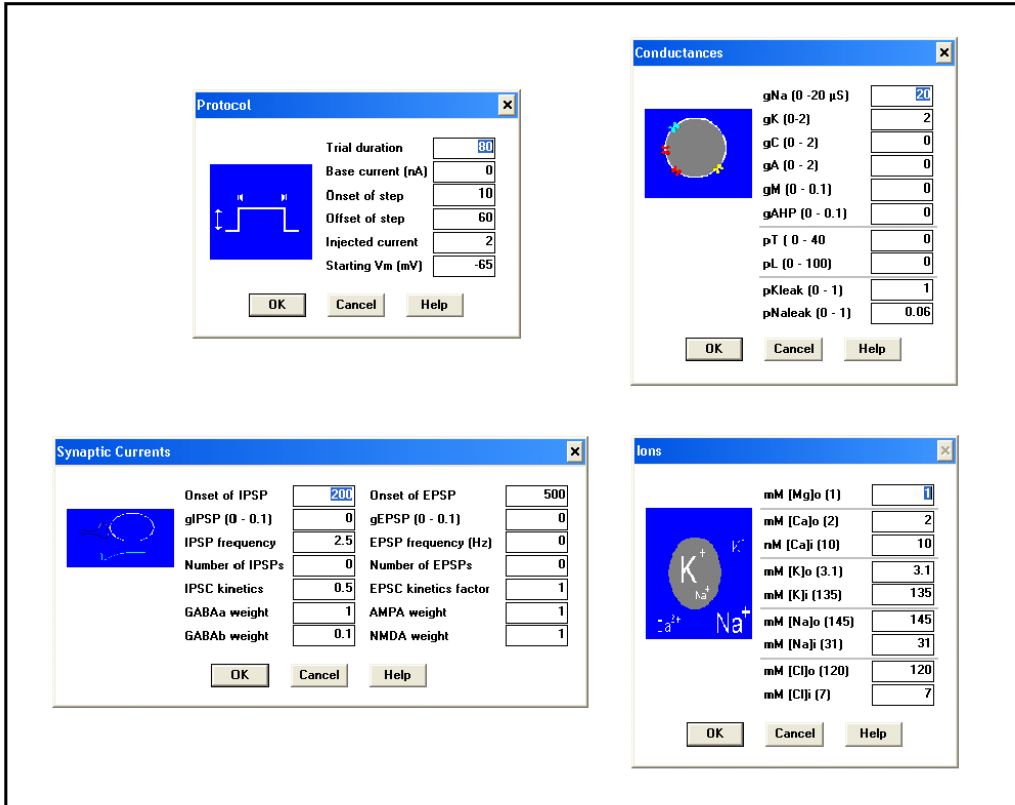 Protocol
Trial duration 80
Base current (nA) 0
Onset of step 10
Offset of step 60
Injected current 2
Starting Vm (mV) -65
OK Cancel Help
Conductances
gNa (0 -20 µS) 20
gK (0-2) 2
gC (0 - 2) 0
gA (0 - 2) 0
gM (0 - 0.1) 0
gAHP (0 - 0.1) 0
pT ( 0 - 40 0
pL (0 - 100) 0
pKleak (0 - 1) 1
pNaleak (0 - 1) 0.06
OK Cancel Help
Synaptic Currents
Onset of IPSP 200 Onset of EPSP 500
gIPSP (0 - 0.1) 0 gEPSP (0 - 0.1) 0
IPSP frequency 2.5 EPSP frequency (Hz) 0
Number of IPSPs 0 Number of EPSPs 0
IPSC kinetics 0.5 EPSC kinetics factor 1
GABAa weight 1 AMPA weight 1
GABAb weight 0.1 NMDA weight 1
OK Cancel Help
Ions
mM [Mg]o (1) 1
mM [Ca]o (2) 2
nM [Ca]i (10) 10
mM [K]o (3.1) 3.1
mM [K]i (135) 135
mM [Na]o (145) 145
mM [Na]i (31) 31
mM [Cl]o (120) 120
mM [Cl]i (7) 7
K+
K+
Na+
Ca2+ Na+
OK Cancel Help